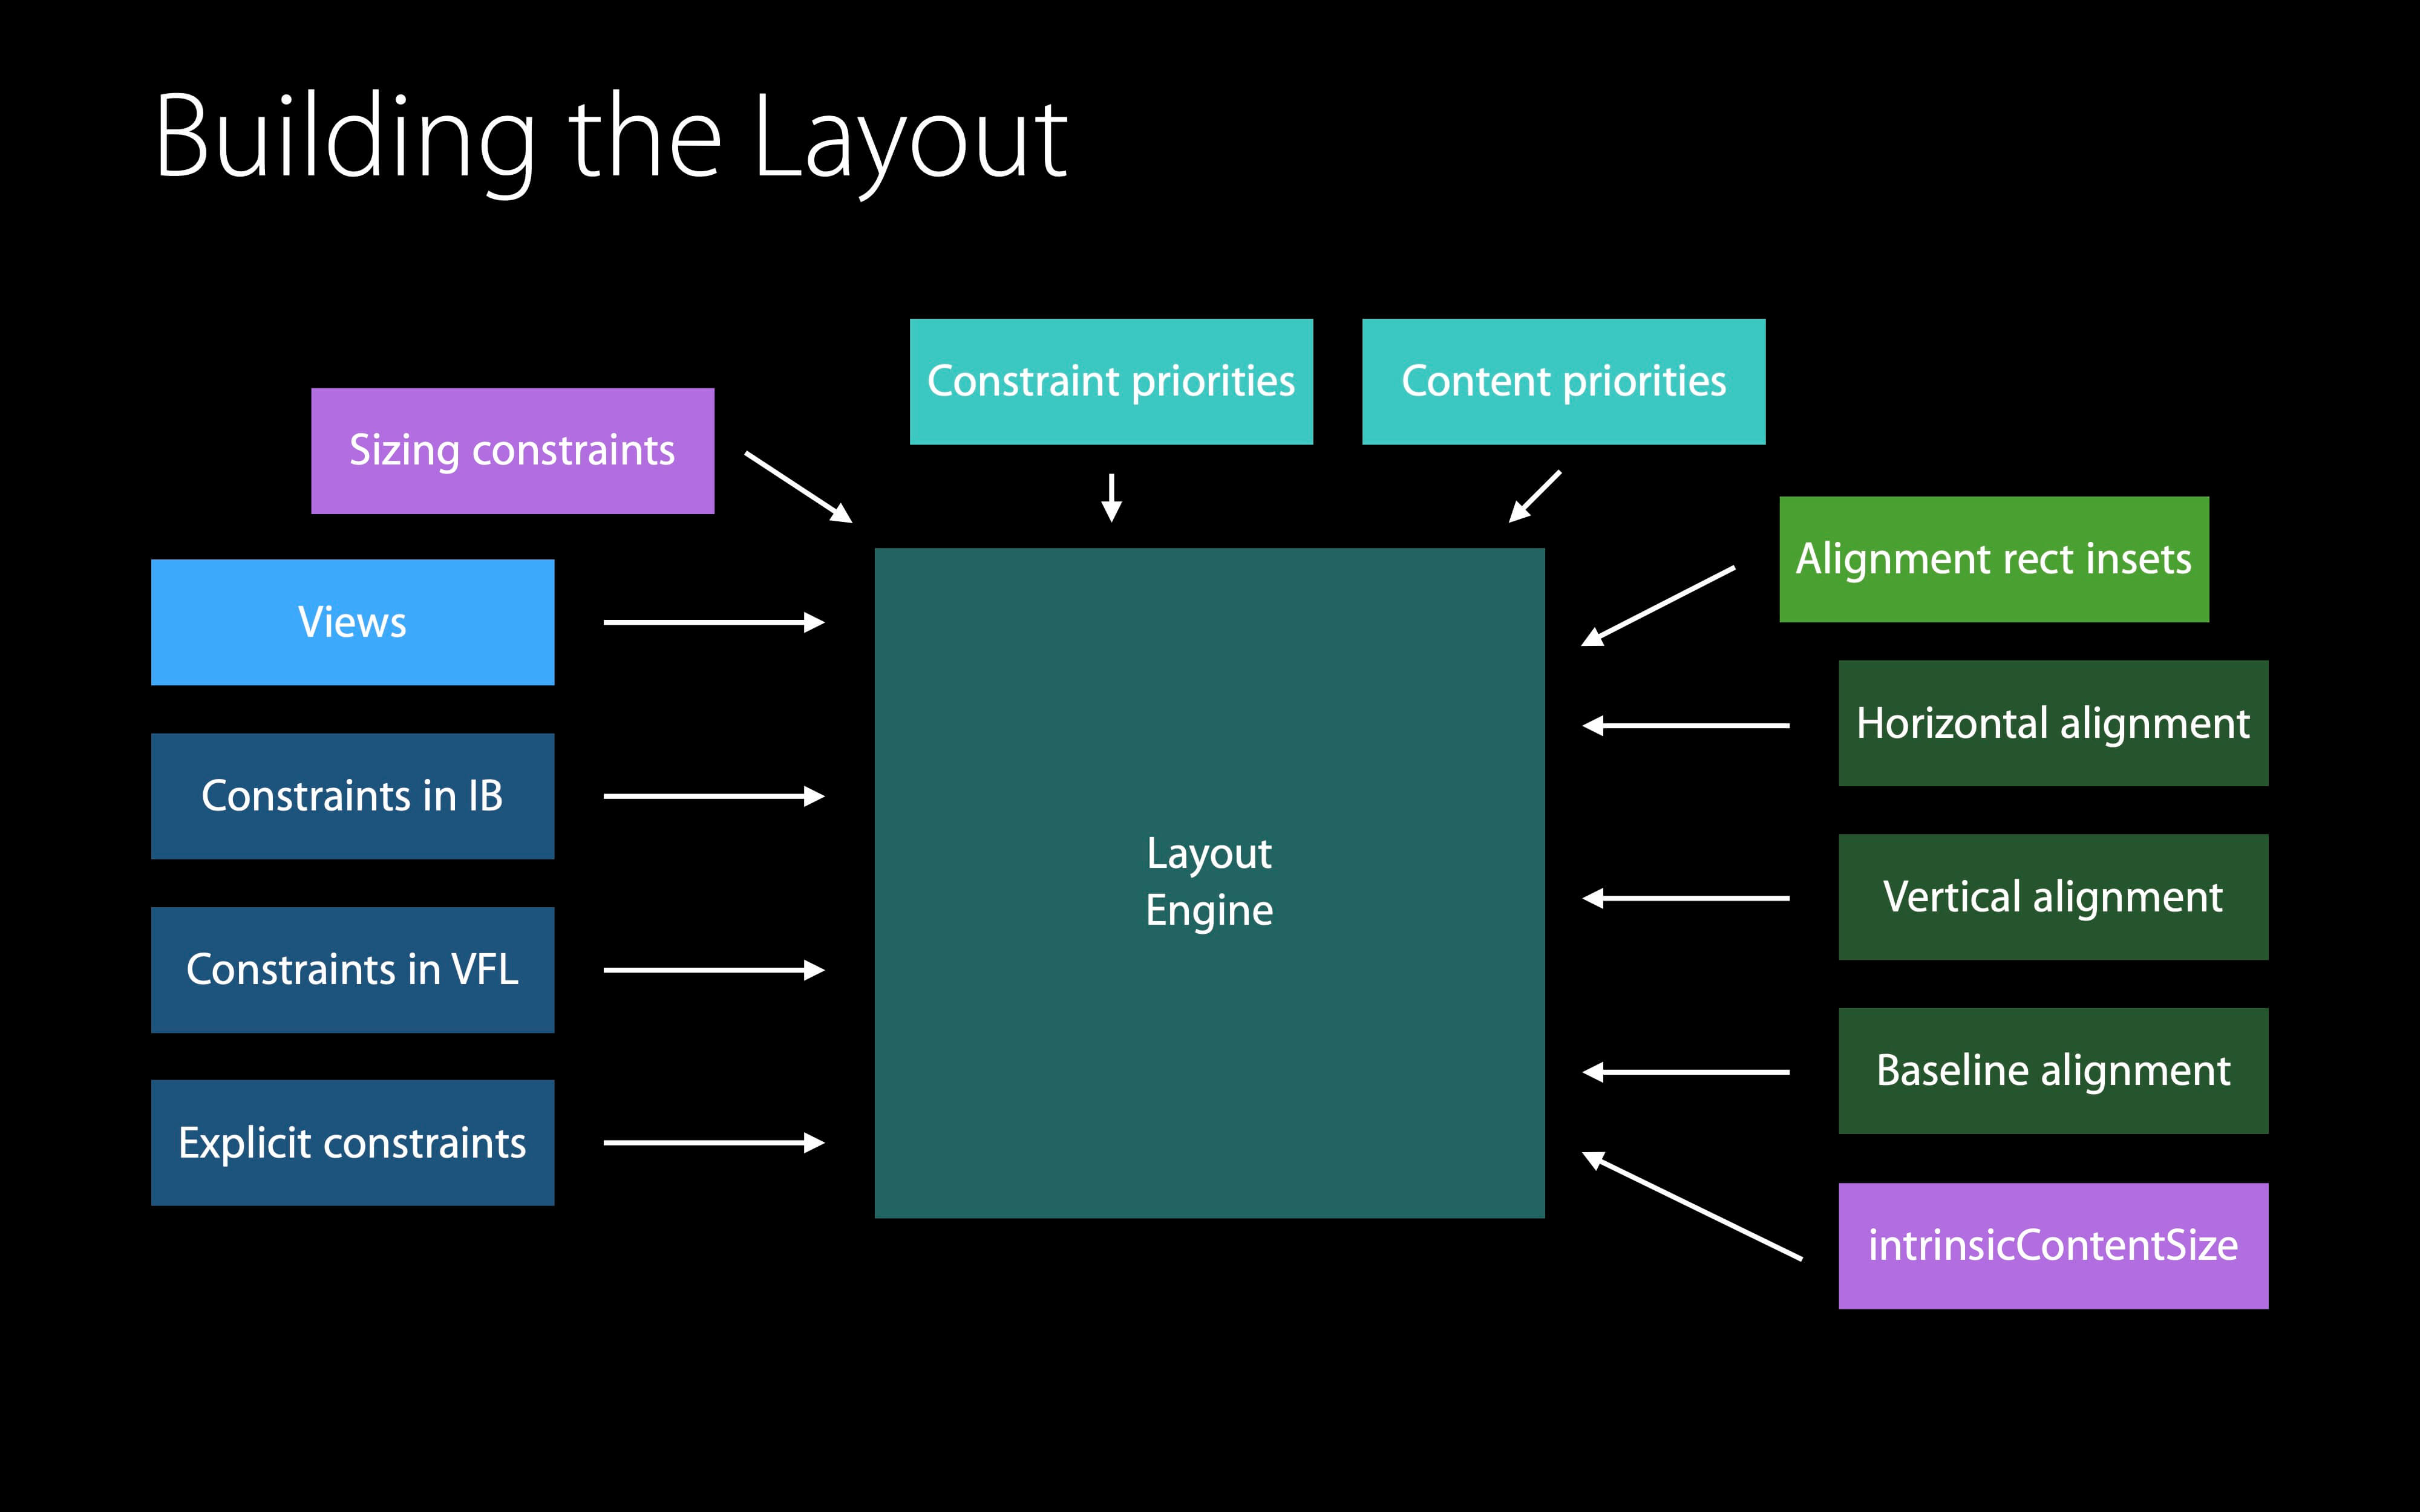 Building the Layout
Constraint priorities
Content priorities
Sizing constraints
Alignment rect insets
Views
Horizontal alignment
Constraints in IB
Layout
Engine
Vertical alignment
Constraints in VFL
Baseline alignment
Explicit constraints
intrinsicContentSize